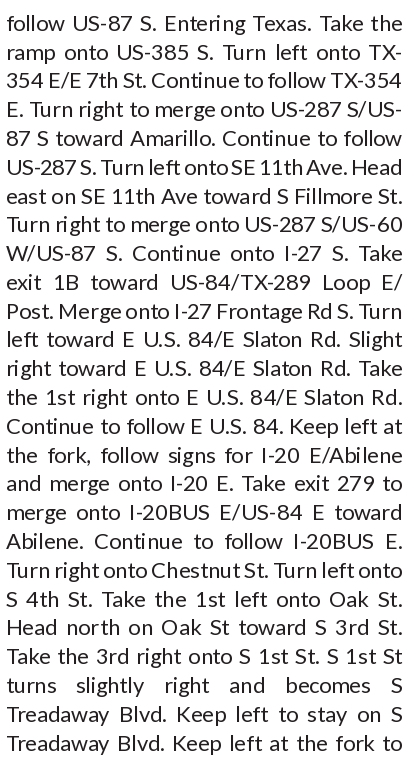 follow US-87 S. Entering Texas. Take the
ramp onto US-385 S. Turn left onto TX-
354 E/E 7th St. Continue to follow TX-354
E. Turn right to merge onto US-287 S/US-
87 S toward Amarillo. Continue to follow
US-287 S. Turn left onto SE 11th Ave. Head
east on SE 11th Ave toward S Fillmore St.
Turn right to merge onto US-287 S/US-60
W/US-87 S. Continue onto I-27 S. Take
exit 1B toward US-84/TX-289 Loop E/
Post. Merge onto I-27 Frontage Rd S. Turn
left toward E U.S. 84/E Slaton Rd. Slight
right toward E U.S. 84/E Slaton Rd. Take
the 1st right onto E U.S. 84/E Slaton Rd.
Continue to follow E U.S. 84. Keep left at
the fork, follow signs for I-20 E/Abilene
and merge onto I-20 E. Take exit 279 to
merge onto I-20BUS E/US-84 E toward
Abilene. Continue to follow I-20BUS E.
Turn right onto Chestnut St. Turn left onto
S 4th St. Take the 1st left onto Oak St.
Head north on Oak St toward S 3rd St.
Take the 3rd right onto S 1st St. S 1st St
turns slightly right and becomes S
Treadaway Blvd. Keep left to stay on S
Treadaway Blvd. Keep left at the fork to